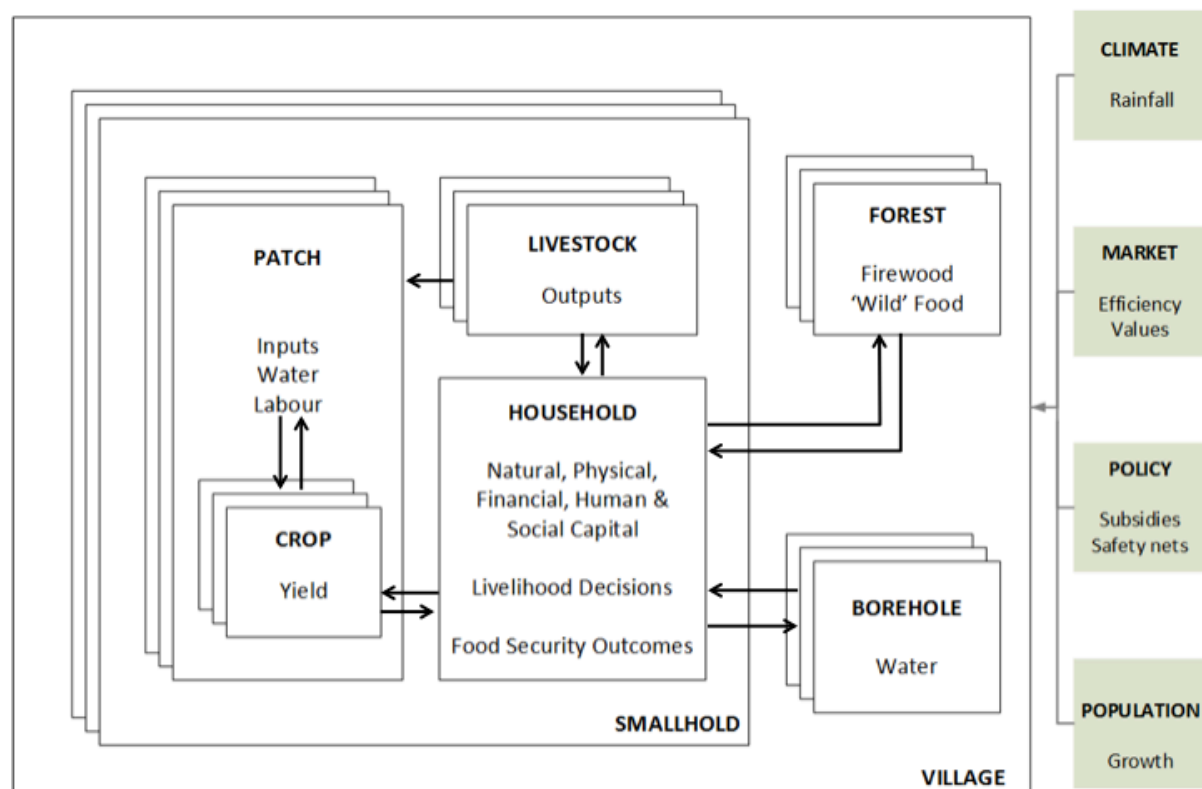 PATCH
Inputs
Water
Labour
CROP
Yield
LIVESTOCK
Outputs
HOUSEHOLD
Natural, Physical,
Financial, Human &
Social Capital
Livelihood Decisions
Food Security Outcomes
SMALLHOLD
FOREST
Firewood
‘Wild’ Food
BOREHOLE
Water
VILLAGE
CLIMATE
Rainfall
MARKET
Efficiency
Values
POLICY
Subsidies
Safety nets
POPULATION
Growth